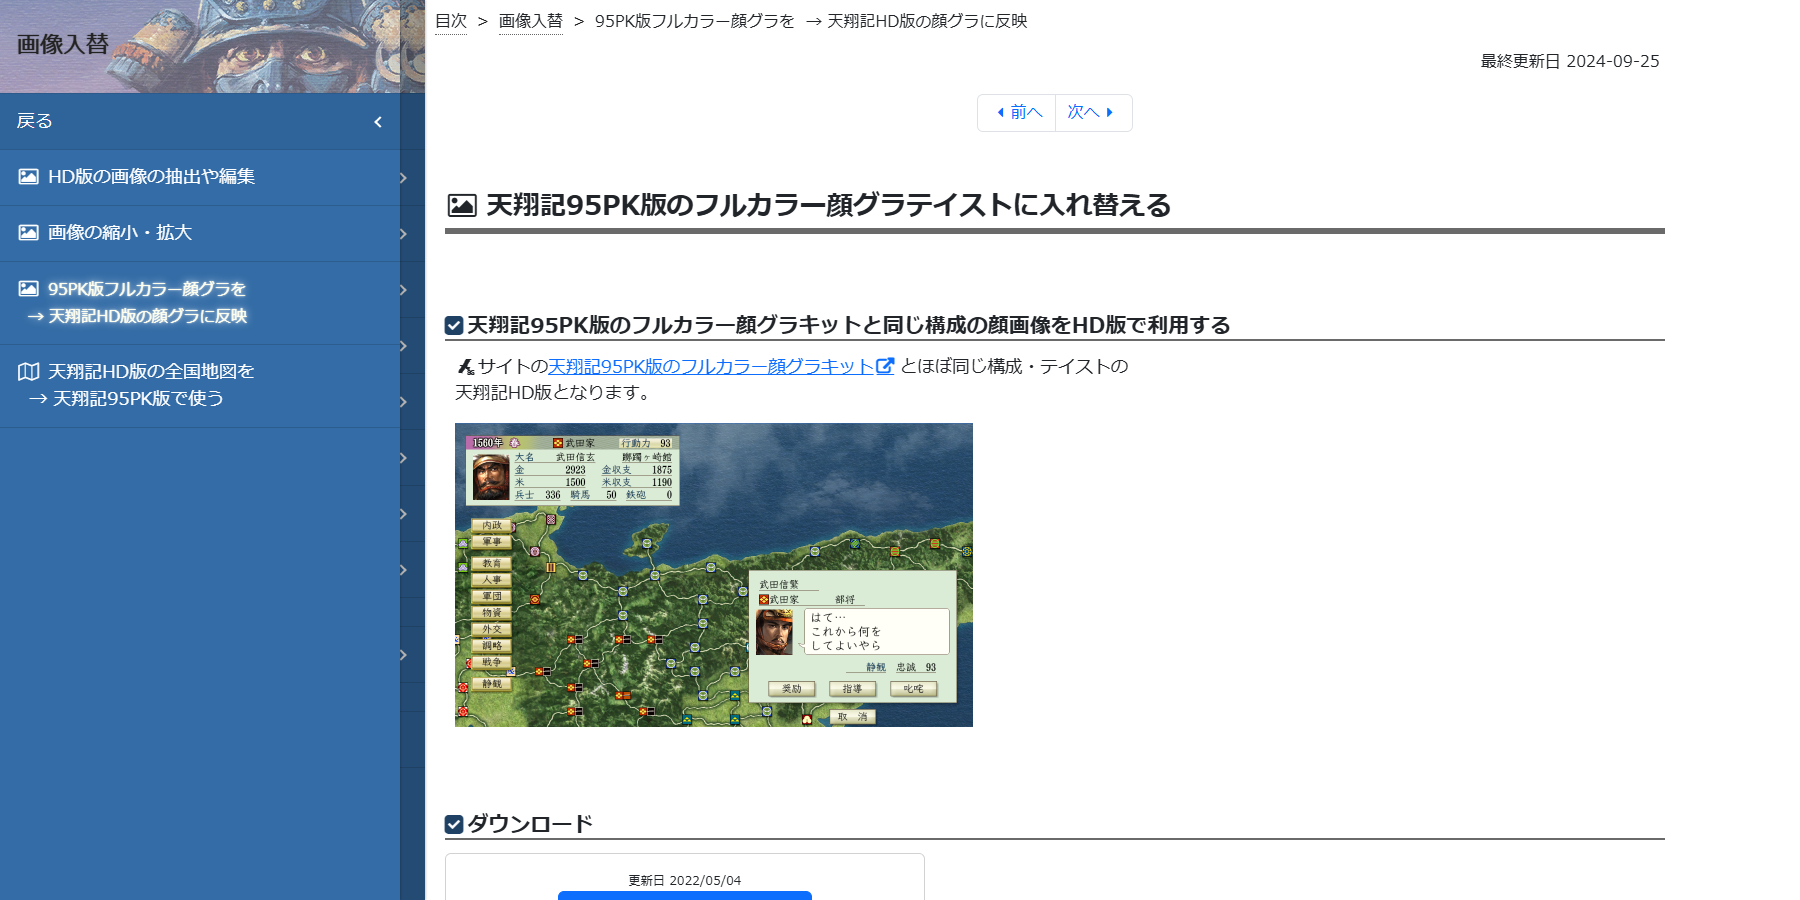 画像入替
戻る
HD版の画像の抽出や編集
画像の縮小・拡大
95PK版フルカラー顔グラを
→ 天翔記HD版の顔グラに反映
天翔記HD版の全国地図を
→ 天翔記95PK版で使う
目次 > 画像入替 > 95PK版フルカラー顔グラを → 天翔記HD版の顔グラに反映
最終更新日 2024-09-25
前へ 次へ
天翔記95PK版のフルカラー顔グラテイストに入れ替える
天翔記95PK版のフルカラー顔グラキットと同じ構成の顔画像をHD版で利用する
サイトの天翔記95PK版のフルカラー顔グラキット とほぼ同じ構成・テイストの
天翔記HD版となります。
1560年 春 武田家 行動力 93
大名 武田信玄 躑躅ヶ崎館
金 2923 金収支 1875
米 1500 米収支 1190
兵士 336 騎馬 50 鉄砲 0
内政
軍事
教育
人事
軍団
物資
外交
調略
戦争
静観
武田信繁
武田家 部将
はて…
これから何を
してよいやら
静観 忠誠 93
奨励 指導 叱咤
取 消
ダウンロード
更新日 2022/05/04